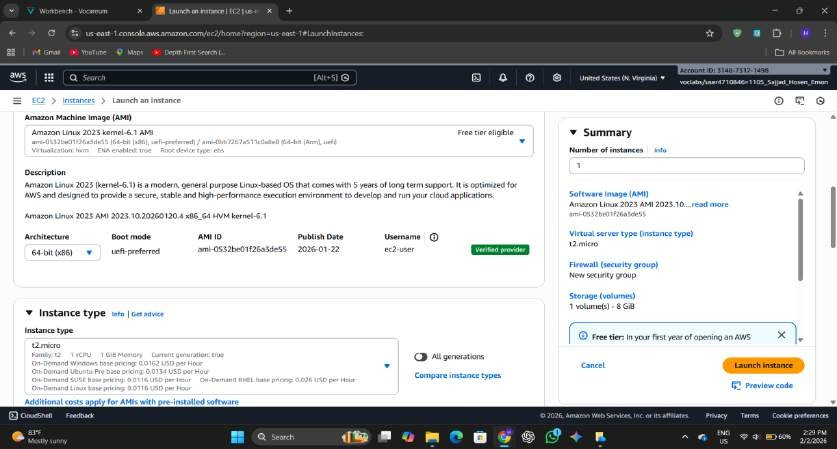 Workbench - Vocareum
Launch an instance | EC2 | us-e
us-east-1.console.aws.amazon.com/ec2/home?region=us-east-1#LaunchInstances:
Gmail
YouTube
Maps
Depth First Search (..
All Bookmarks
aws
Search
[Alt+S]
United States (N. Virginia)
Account ID: 3148-7312-1498
voclabs/user4710846=1105_Sajjad_Hosen_Emon
EC2 > Instances > Launch an instance
Amazon Machine Image (AMI)
Amazon Linux 2023 kernel-6.1 AMI
Free tier eligible
ami-0532be01f26a3de55 (64-bit (x86), uefi-preferred) / ami-0bb7267a511c0a8e8 (64-bit (Arm), uefi)
Virtualization: hvm ENA enabled: true Root device type: ebs
Description
Amazon Linux 2023 (kernel-6.1) is a modern, general purpose Linux-based OS that comes with 5 years of long term support. It is optimized for
AWS and designed to provide a secure, stable and high-performance execution environment to develop and run your cloud applications.
Amazon Linux 2023 AMI 2023.10.20260120.4 x86_64 HVM kernel-6.1
Architecture Boot mode AMI ID Publish Date Username
64-bit (x86) uefi-preferred ami-0532be01f26a3de55 2026-01-22 ec2-user
Verified provider
Instance type Info | Get advice
Instance type
t2.micro
Family: t2 1 vCPU 1 GiB Memory Current generation: true
On-Demand Windows base pricing: 0.0162 USD per Hour
On-Demand Ubuntu Pro base pricing: 0.0134 USD per Hour
On-Demand SUSE base pricing: 0.0116 USD per Hour On-Demand RHEL base pricing: 0.026 USD per Hour
On-Demand Linux base pricing: 0.0116 USD per Hour
All generations
Compare instance types
Additional costs apply for AMIs with pre-installed software
Summary
Number of instances Info
1
Software Image (AMI)
Amazon Linux 2023 AMI 2023.10....read more
ami-0532be01f26a3de55
Virtual server type (instance type)
t2.micro
Firewall (security group)
New security group
Storage (volumes)
1 volume(s) - 8 GiB
Free tier: In your first year of opening an AWS
Cancel
Launch instance
Preview code
CloudShell Feedback
© 2026, Amazon Web Services, Inc. or its affiliates. Privacy Terms Cookie preferences
83°F
Mostly sunny
Search
ENG
US
60%
2:29 PM
2/2/2026